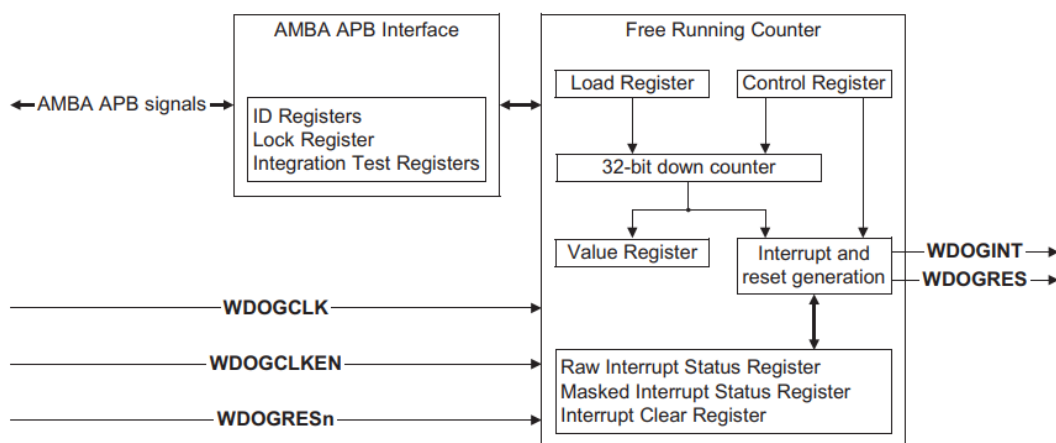 AMBA APB Interface
AMBA APB signals
ID Registers
Lock Register
Integration Test Registers
Free Running Counter
Load Register
Control Register
32-bit down counter
Value Register
Interrupt and
reset generation
WDOGINT
WDOGRES
WDOGCLK
WDOGCLKEN
WDOGRESn
Raw Interrupt Status Register
Masked Interrupt Status Register
Interrupt Clear Register